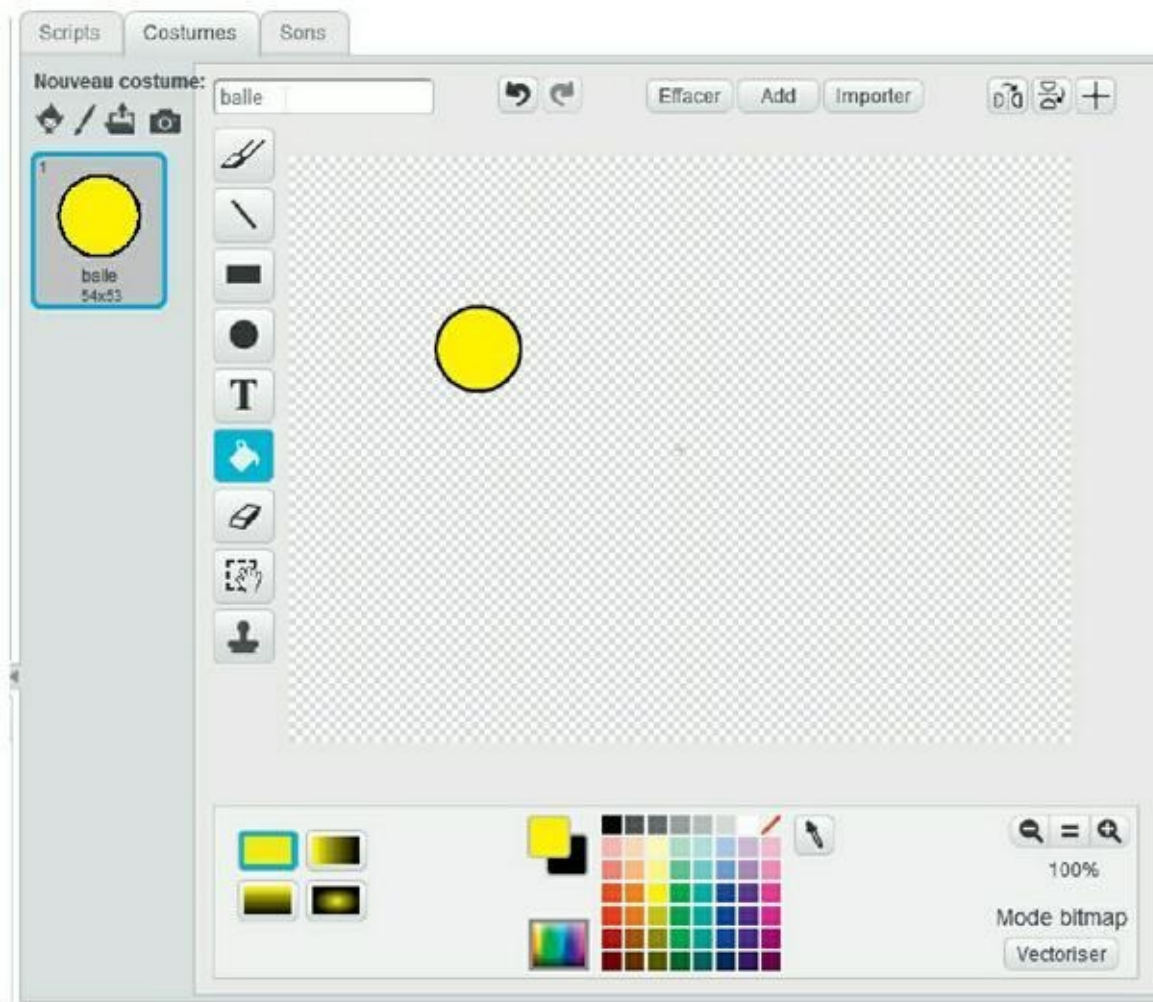 Scripts Costumes Sons
Nouveau costume:
balle
Effacer Add Importer
1
balle
54x53
T
100%
Mode bitmap
Vectoriser